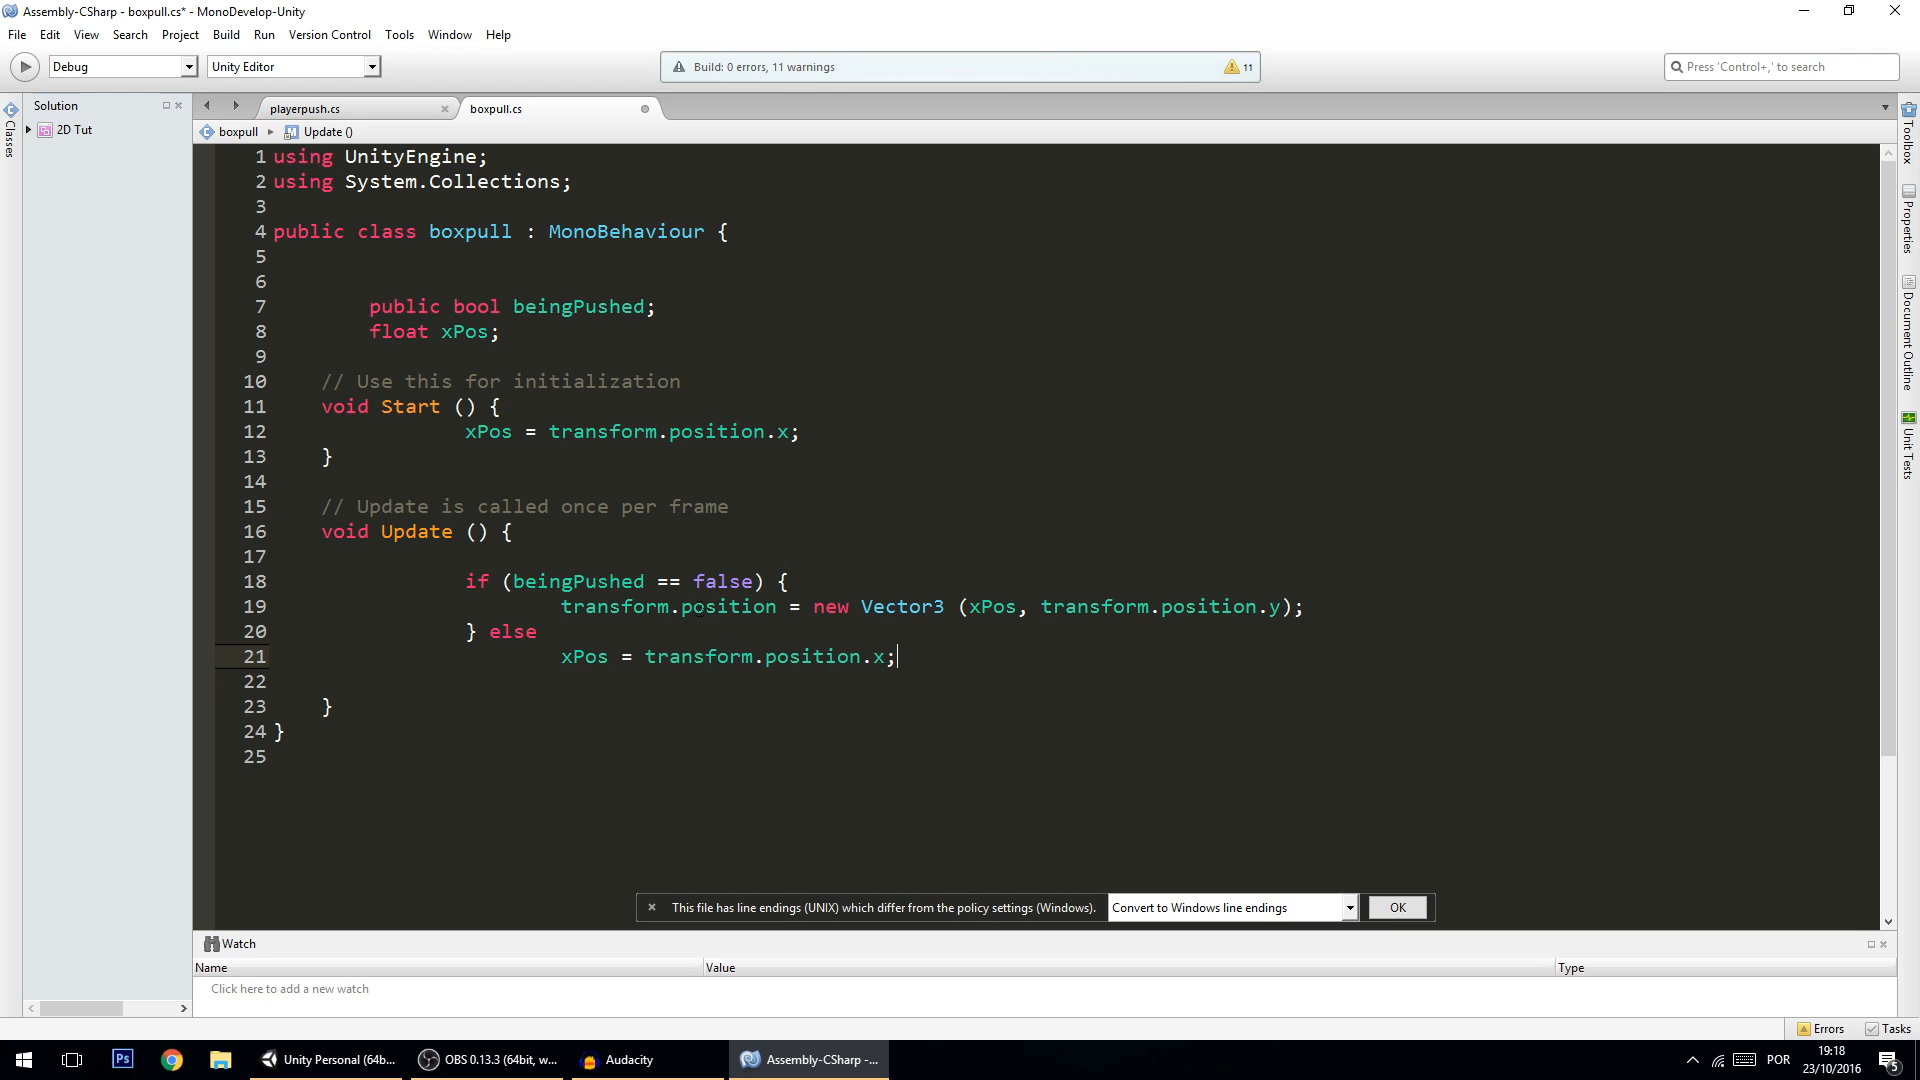 Assembly-CSharp - boxpull.cs* - MonoDevelop-Unity
File Edit View Search Project Build Run Version Control Tools Window Help
Debug Unity Editor Build: 0 errors, 11 warnings 11 Press 'Control+,' to search
Classes
Solution
2D Tut
playerpush.cs boxpull.cs
boxpull Update ()
1 using UnityEngine;
2 using System.Collections;
3
4 public class boxpull : MonoBehaviour {
5
6
7 public bool beingPushed;
8 float xPos;
9
10 // Use this for initialization
11 void Start () {
12 xPos = transform.position.x;
13 }
14
15 // Update is called once per frame
16 void Update () {
17
18 if (beingPushed == false) {
19 transform.position = new Vector3 (xPos, transform.position.y);
20 } else
21 xPos = transform.position.x;
22
23 }
24 }
25
Toolbox
Properties
Document Outline
Unit Tests
This file has line endings (UNIX) which differ from the policy settings (Windows). Convert to Windows line endings OK
Watch
Name Value Type
Click here to add a new watch
Errors Tasks
Ps Unity Personal (64b... OBS 0.13.3 (64bit, w... Audacity Assembly-CSharp -... POR 19:18
23/10/2016 5